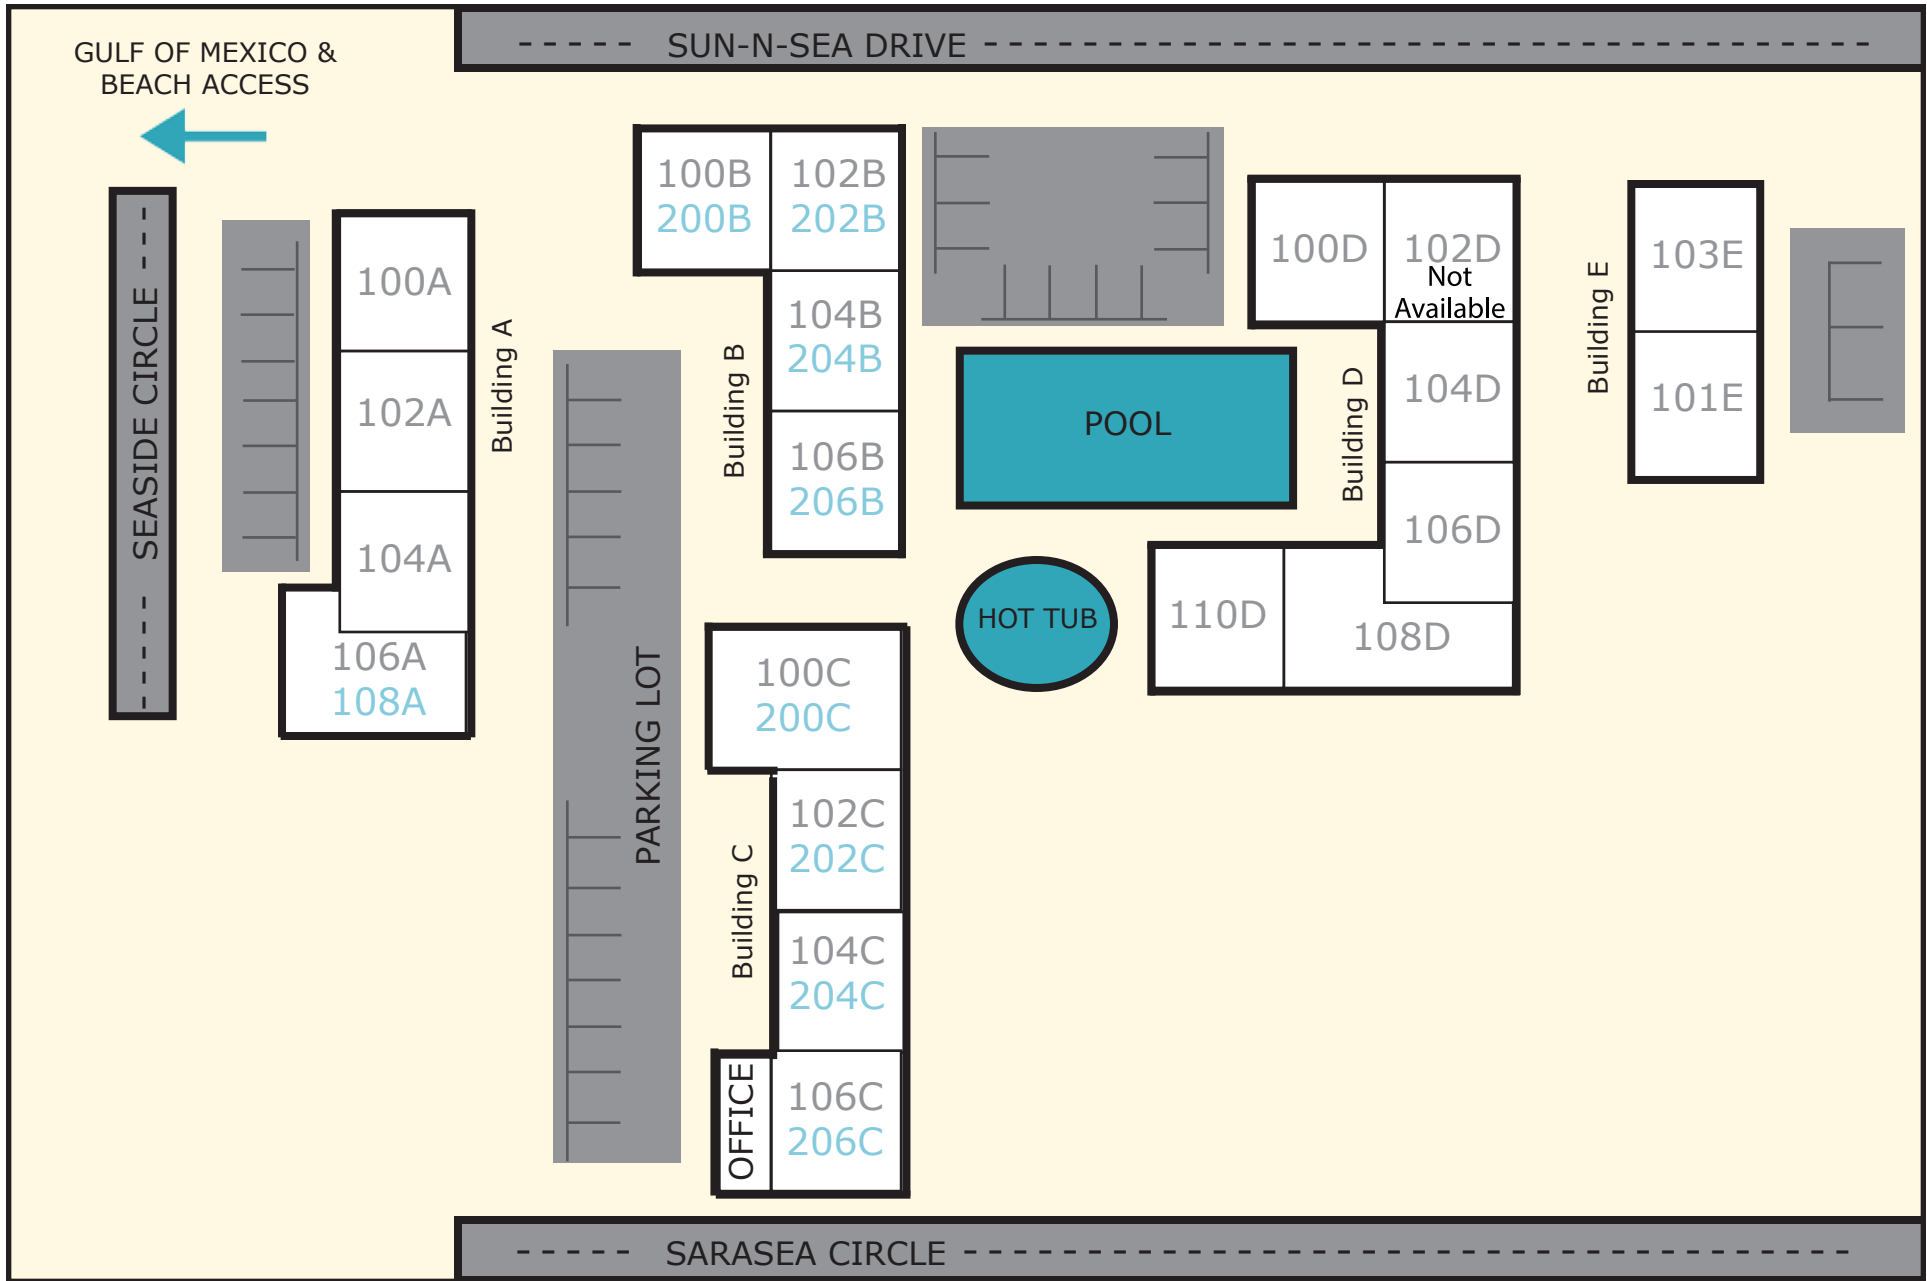 SUN-N-SEA DRIVE
GULF OF MEXICO &
BEACH ACCESS
SEASIDE CIRCLE
100A
102A
104A
106A
108A
Building A
PARKING LOT
100B
200B
102B
202B
104B
204B
106B
206B
Building B
100C
200C
102C
202C
104C
204C
106C
206C
Building C
OFFICE
POOL
HOT TUB
100D
102D
Not
Available
104D
106D
108D
110D
Building D
103E
101E
Building E
SARASEA CIRCLE